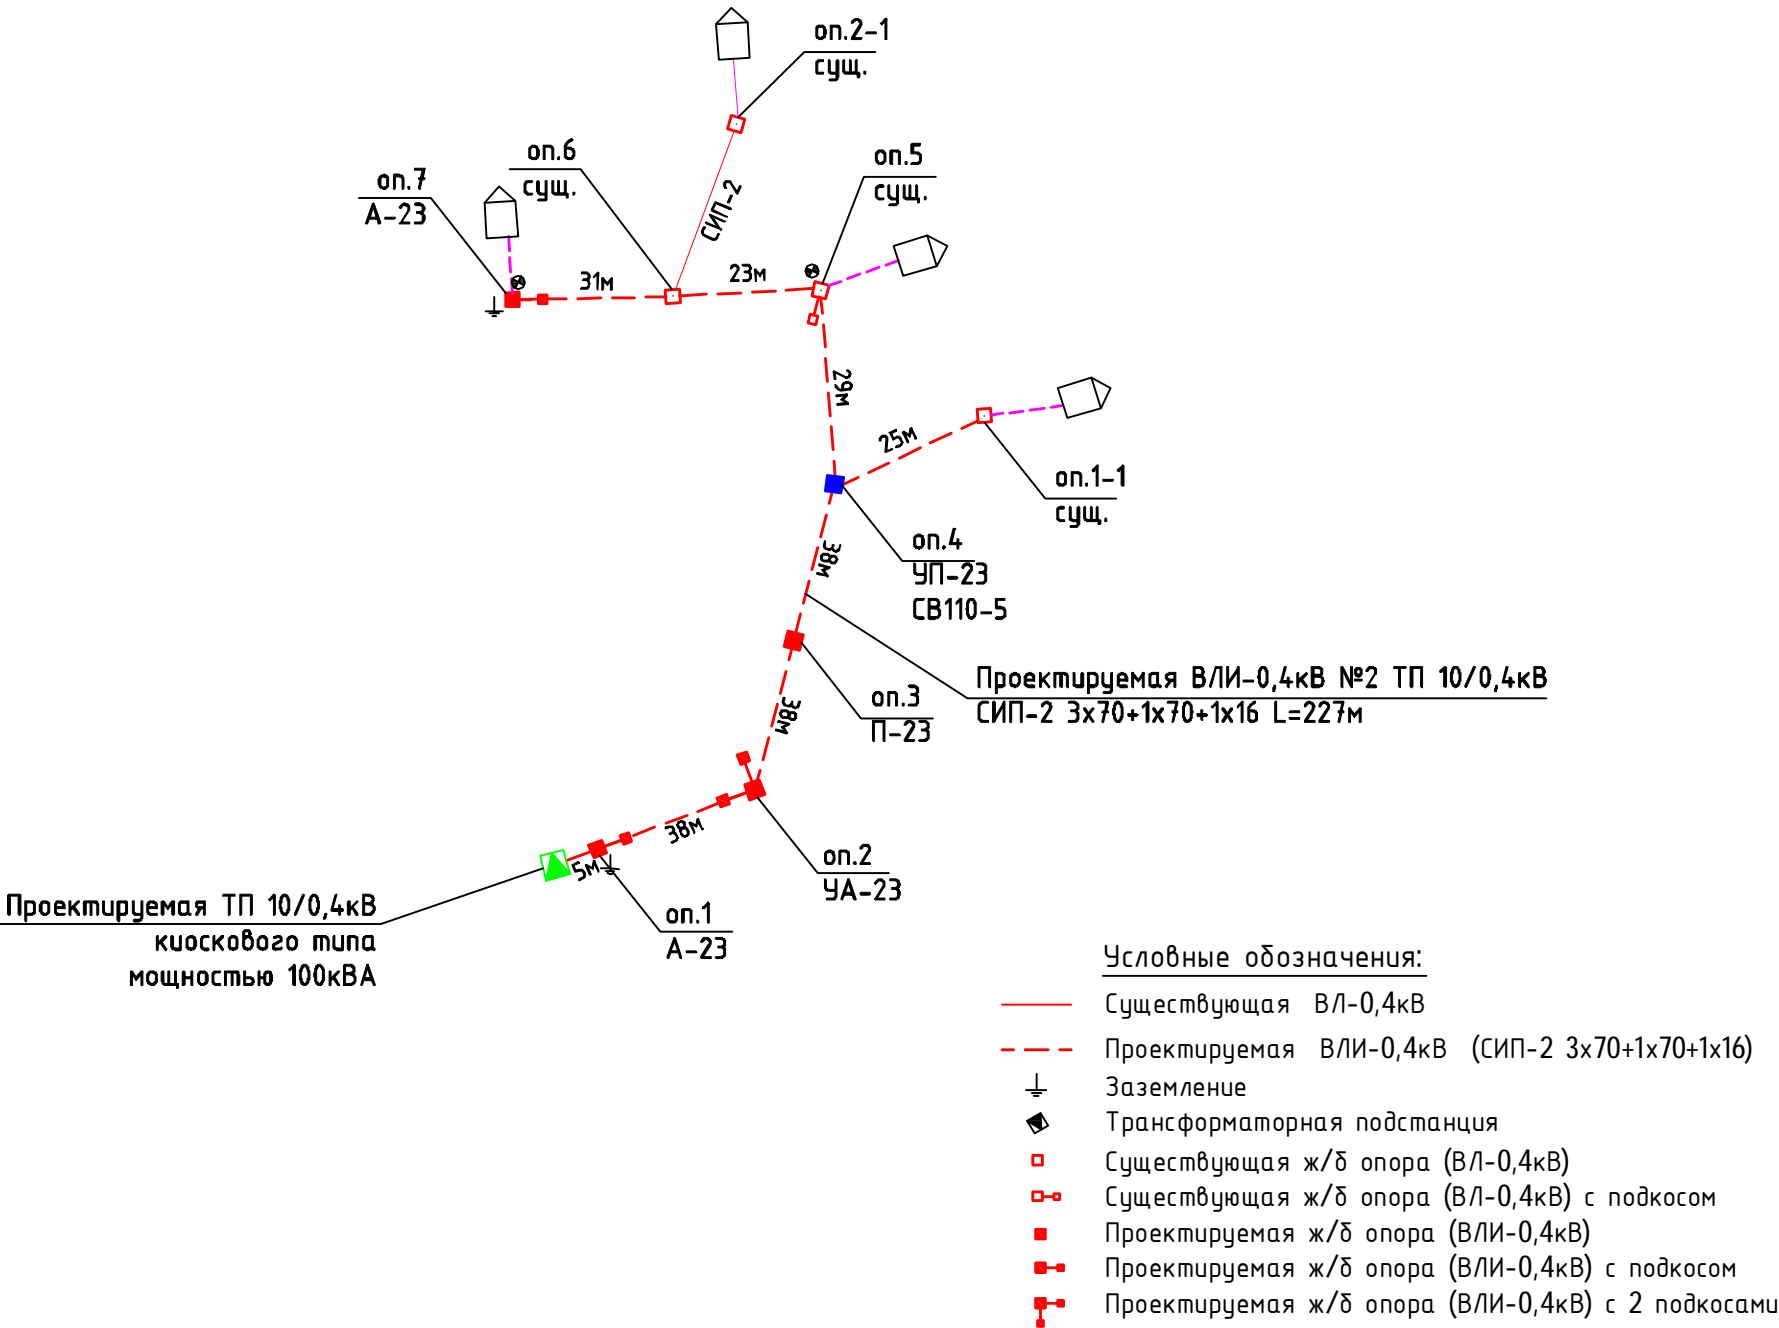 оп.2-1
сущ.
оп.6
сущ.
оп.5
сущ.
оп.7
А-23
СИП-2
31м
23м
29м
25м
оп.1-1
сущ.
оп.4
УП-23
СВ110-5
38м
Проектируемая ВЛИ-0,4кВ №2 ТП 10/0,4кВ
СИП-2 3х70+1х70+1х16 L=227м
оп.3
П-23
38м
38м
5м
оп.2
УА-23
оп.1
А-23
Проектируемая ТП 10/0,4кВ
киоскового типа
мощностью 100кВА
Условные обозначения:
Существующая ВЛ-0,4кВ
Проектируемая ВЛИ-0,4кВ (СИП-2 3х70+1х70+1х16)
Заземление
Трансформаторная подстанция
Существующая ж/б опора (ВЛ-0,4кВ)
Существующая ж/б опора (ВЛ-0,4кВ) с подкосом
Проектируемая ж/б опора (ВЛИ-0,4кВ)
Проектируемая ж/б опора (ВЛИ-0,4кВ) с подкосом
Проектируемая ж/б опора (ВЛИ-0,4кВ) с 2 подкосами